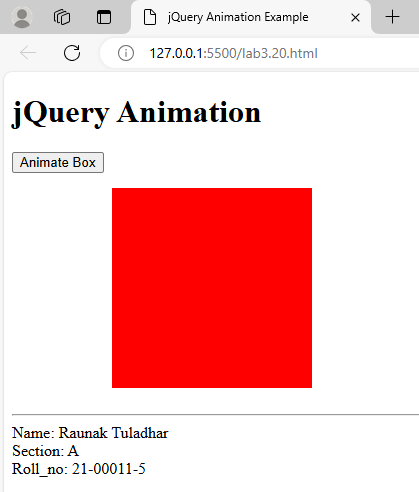 jQuery Animation Example
127.0.0.1:5500/lab3.20.html
jQuery Animation
Animate Box
Name: Raunak Tuladhar
Section: A
Roll_no: 21-00011-5